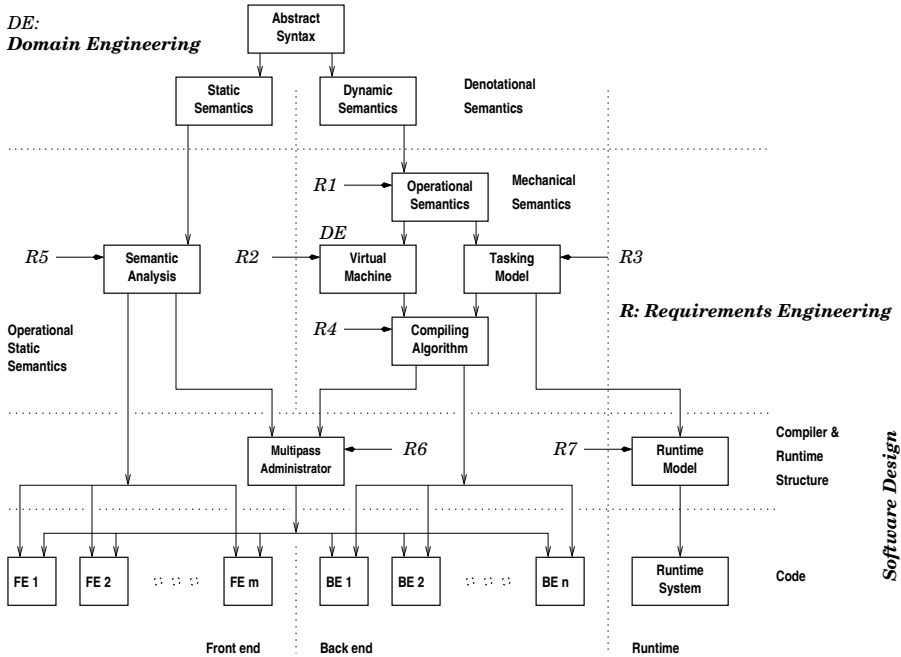 DE:
Domain Engineering
Abstract
Syntax
Static
Semantics
Dynamic
Semantics
Denotational
Semantics
R1
Operational
Semantics
Mechanical
Semantics
DE
R5
Semantic
Analysis
R2
Virtual
Machine
Tasking
Model
R3
R: Requirements Engineering
Operational
Static
Semantics
R4
Compiling
Algorithm
Multipass
Administrator
R6
R7
Runtime
Model
Compiler &
Runtime
Structure
Software Design
FE 1
FE 2
FE m
BE 1
BE 2
BE n
Runtime
System
Code
Front end
Back end
Runtime